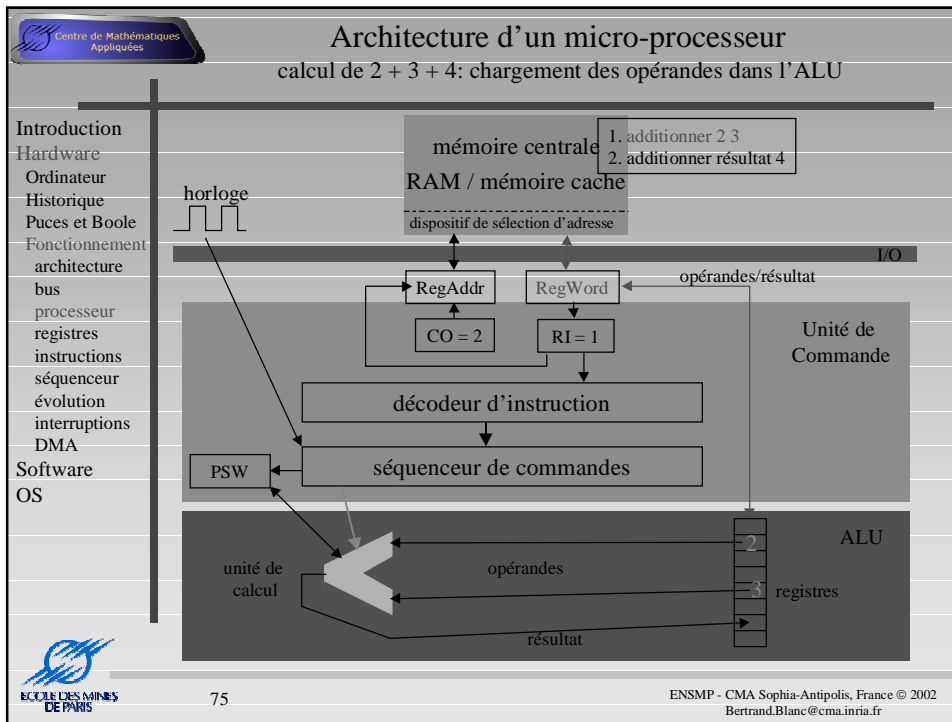 Centre de Mathématiques
Appliquées
Architecture d'un micro-processeur
calcul de 2 + 3 + 4: chargement des opérandes dans l'ALU
Introduction
Hardware
Ordinateur
Historique
Puces et Boole
Fonctionnement
architecture
bus
processeur
registres
instructions
séquenceur
évolution
interruptions
DMA
Software
OS
horloge
mémoire centrale
RAM / mémoire cache
dispositif de sélection d'adresse
1. additionner 2 3
2. additionner résultat 4
I/O
RegAddr
RegWord
opérandes/résultat
CO = 2
RI = 1
Unité de
Commande
décodeur d'instruction
séquenceur de commandes
PSW
ALU
unité de
calcul
opérandes
2
3
registres
résultat
ECOLE DES MINES
DE PARIS
75
ENSMP - CMA Sophia-Antipolis, France © 2002
Bertrand.Blanc@cma.inria.fr